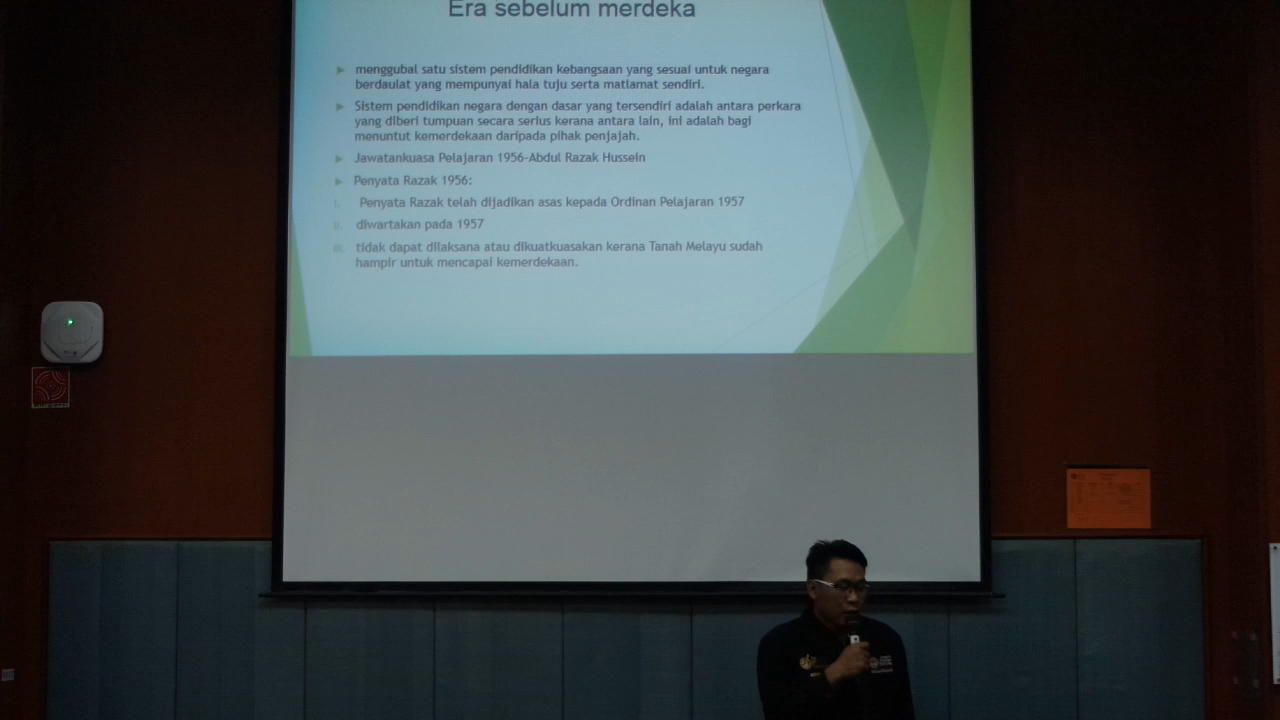 Era sebelum merdeka
menggubal satu sistem pendidikan kebangsaan yang sesuai untuk negara
berdaulat yang mempunyai hala tuju serta matlamat sendiri.
Sistem pendidikan negara dengan dasar yang tersendiri adalah antara perkara
yang diberi tumpuan secara serius kerana antara lain, ini adalah bagi
menuntut kemerdekaan daripada pihak penjajah.
Jawatankuasa Pelajaran 1956-Abdul Razak Hussein
Penyata Razak 1956:
I. Penyata Razak telah dijadikan asas kepada Ordinan Pelajaran 1957
II. diwartakan pada 1957
III. tidak dapat dilaksana atau dikuatkuasakan kerana Tanah Melayu sudah
hampir untuk mencapai kemerdekaan.